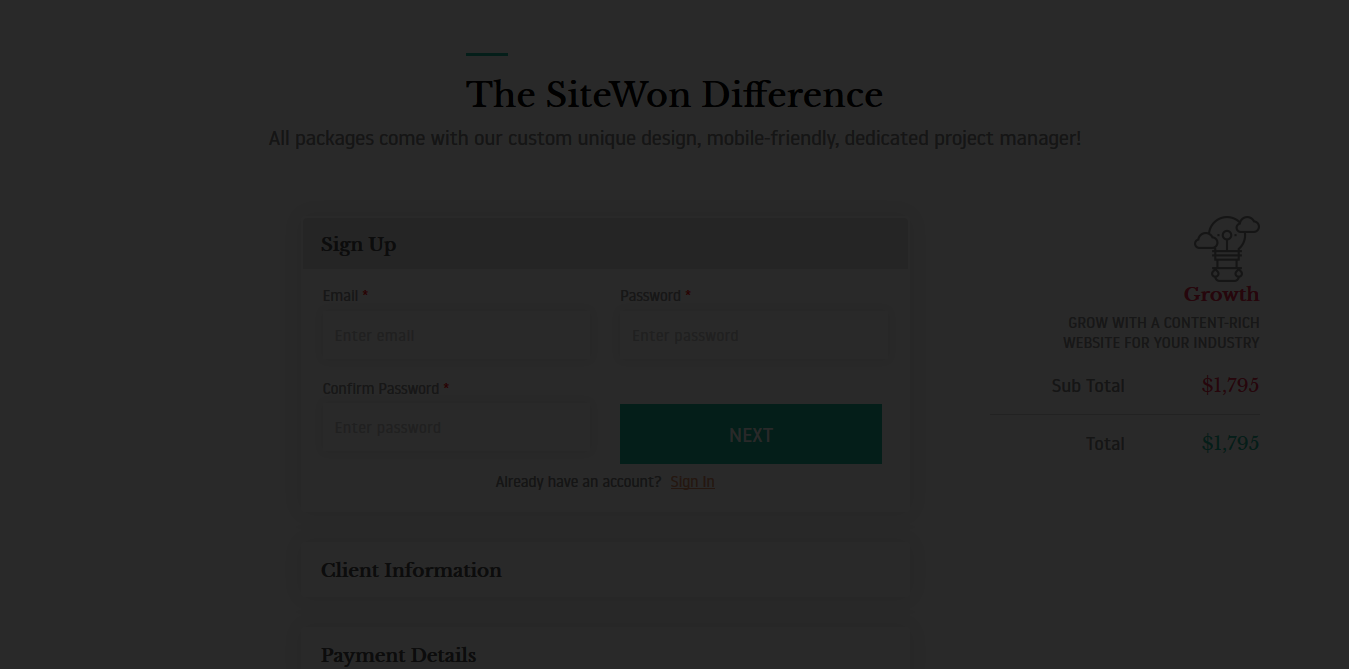 The SiteWon Difference
All packages come with our custom unique design, mobile-friendly, dedicated project manager!
Sign Up
Email *
Password *
Enter email
Enter password
Confirm Password *
Enter password
NEXT
Already have an account? Sign In
Client Information
Payment Details
Growth
GROW WITH A CONTENT-RICH
WEBSITE FOR YOUR INDUSTRY
Sub Total $1,795
Total $1,795